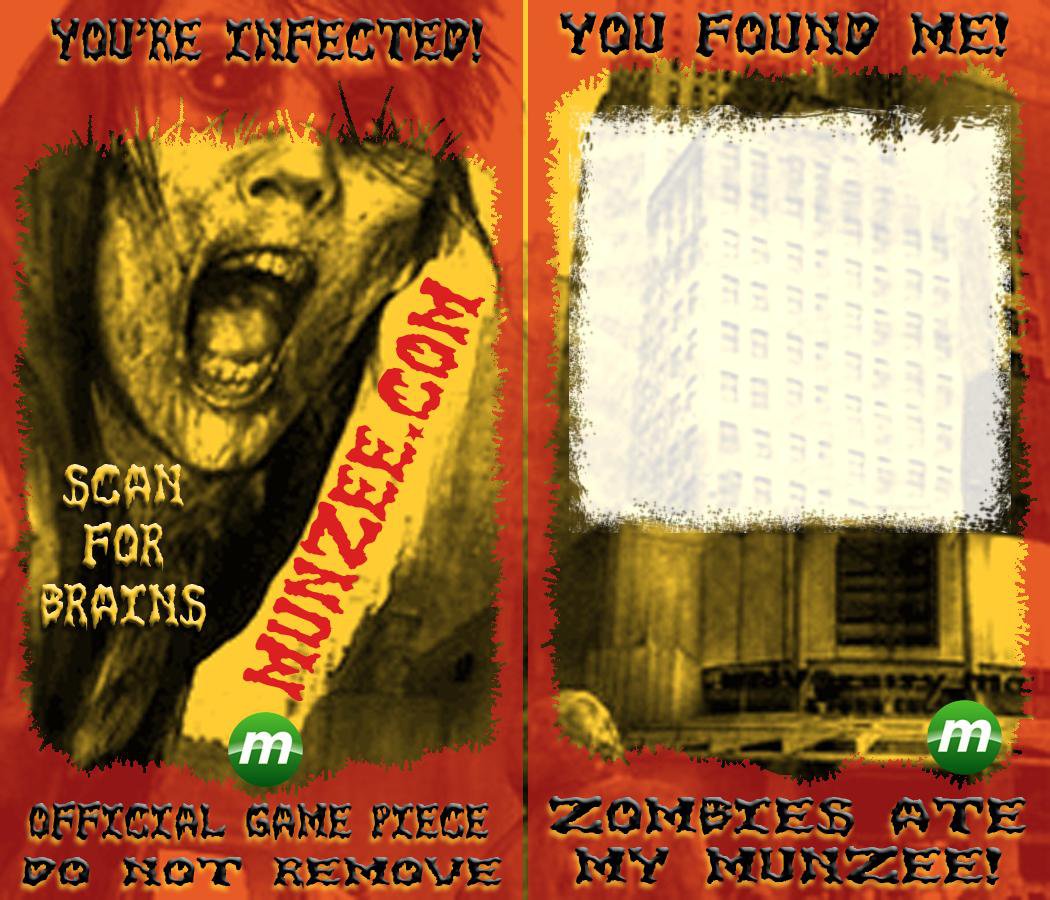 YOU'RE INFECTED!
SCAN
FOR
BRAINS
MUNZEE.COM
m
OFFICIAL GAME PIECE
DO NOT REMOVE
YOU FOUND ME!
m
ZOMBIES ATE
MY MUNZEE!